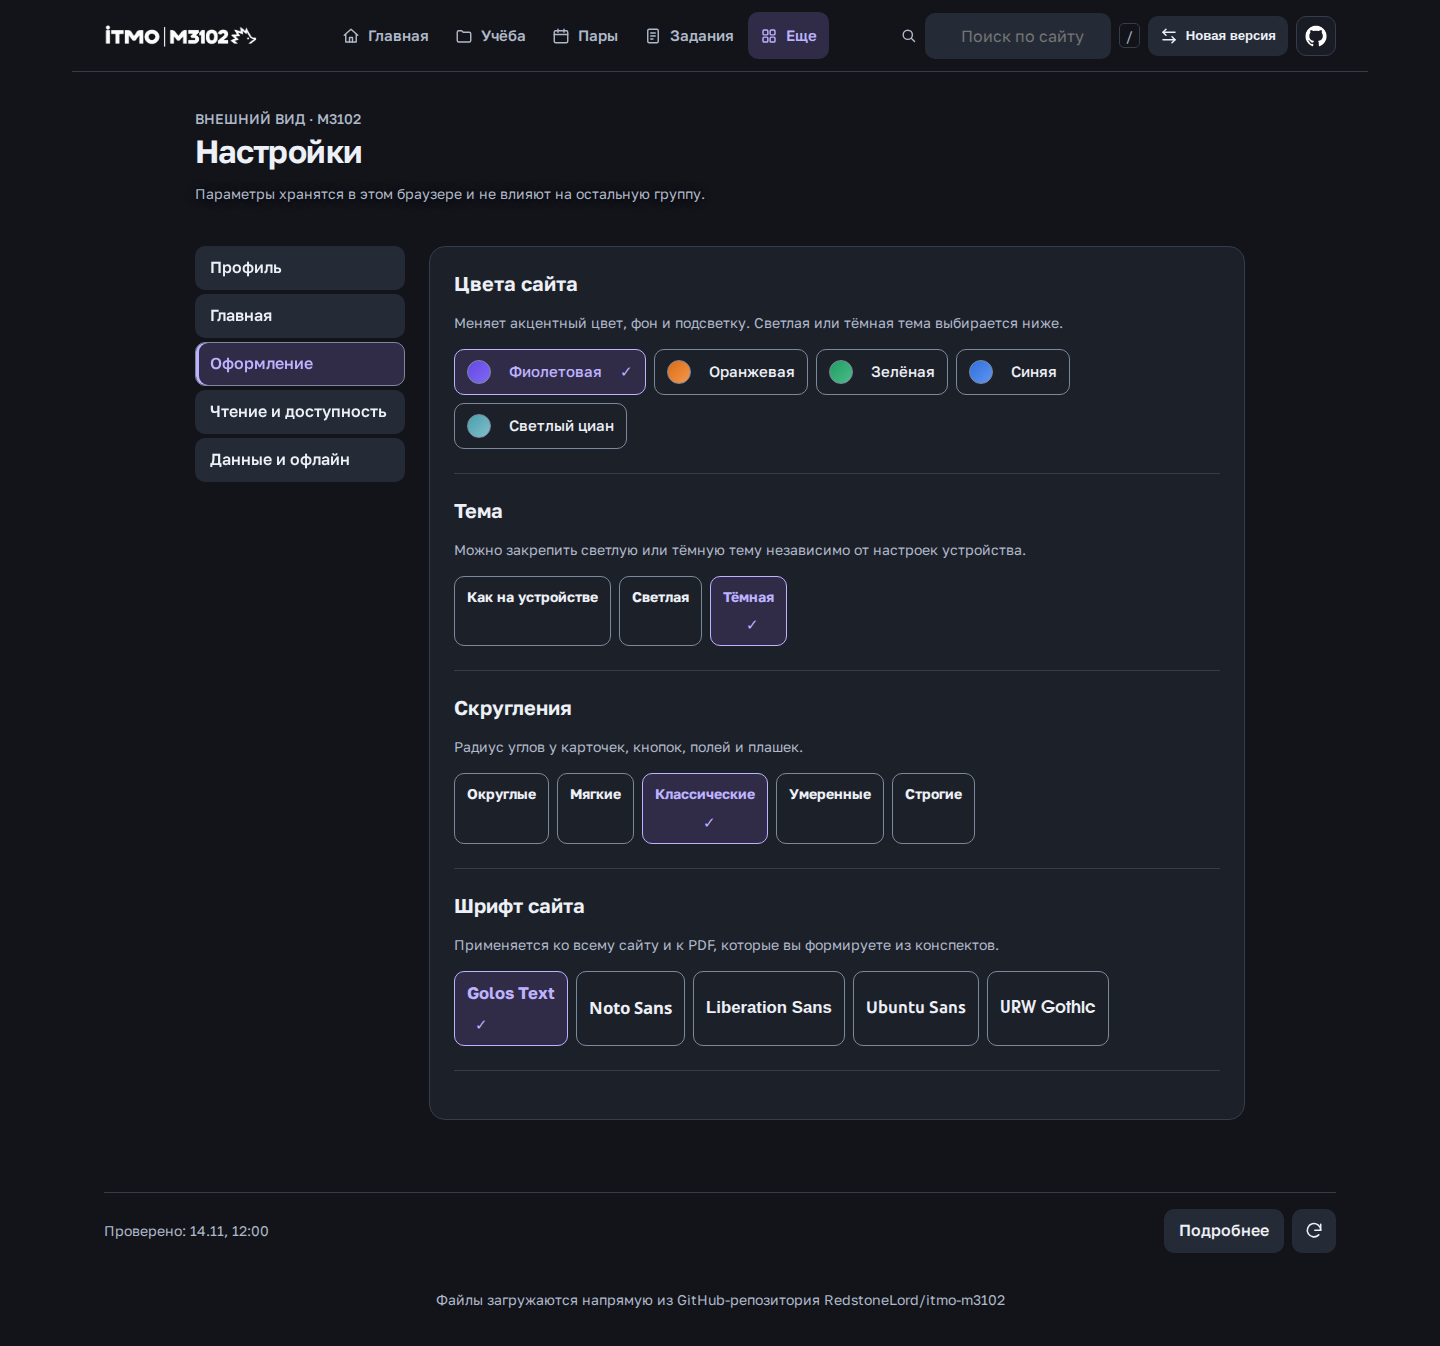 iTMO | M3102
Главная
Учёба
Пары
Задания
Еще
Поиск по сайту
/
Новая версия
ВНЕШНИЙ ВИД · M3102
Настройки
Параметры хранятся в этом браузере и не влияют на остальную группу.
Профиль
Главная
Оформление
Чтение и доступность
Данные и офлайн
Цвета сайта
Меняет акцентный цвет, фон и подсветку. Светлая или тёмная тема выбирается ниже.
Фиолетовая ✓
Оранжевая
Зелёная
Синяя
Светлый циан
Тема
Можно закрепить светлую или тёмную тему независимо от настроек устройства.
Как на устройстве
Светлая
Тёмная
✓
Скругления
Радиус углов у карточек, кнопок, полей и плашек.
Округлые
Мягкие
Классические
✓
Умеренные
Строгие
Шрифт сайта
Применяется ко всему сайту и к PDF, которые вы формируете из конспектов.
Golos Text
✓
Noto Sans
Liberation Sans
Ubuntu Sans
URW Gothic
Проверено: 14.11, 12:00
Подробнее
Файлы загружаются напрямую из GitHub-репозитория RedstoneLord/itmo-m3102